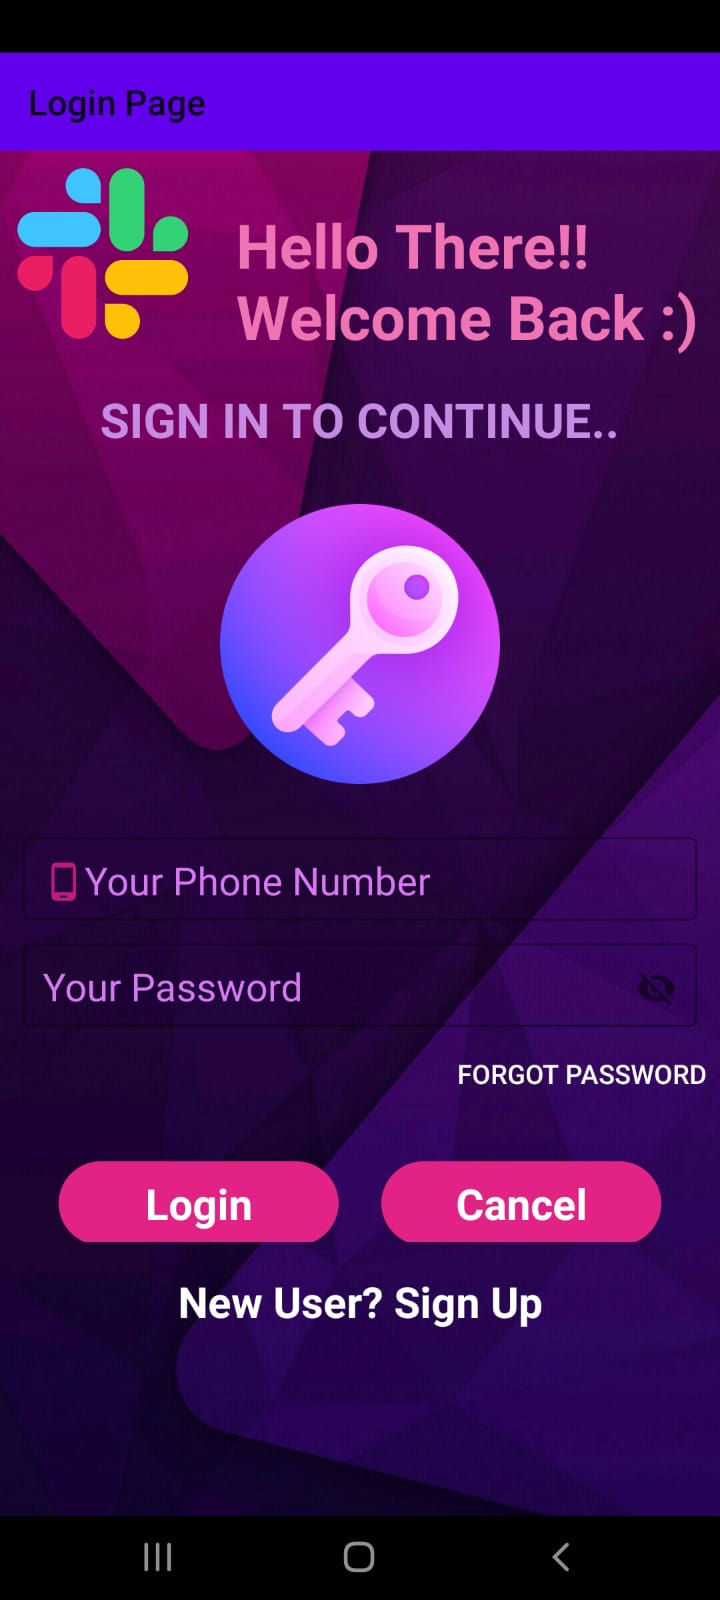 Login Page
Hello There!!
Welcome Back :)
SIGN IN TO CONTINUE..
Your Phone Number
Your Password
FORGOT PASSWORD
Login
Cancel
New User? Sign Up